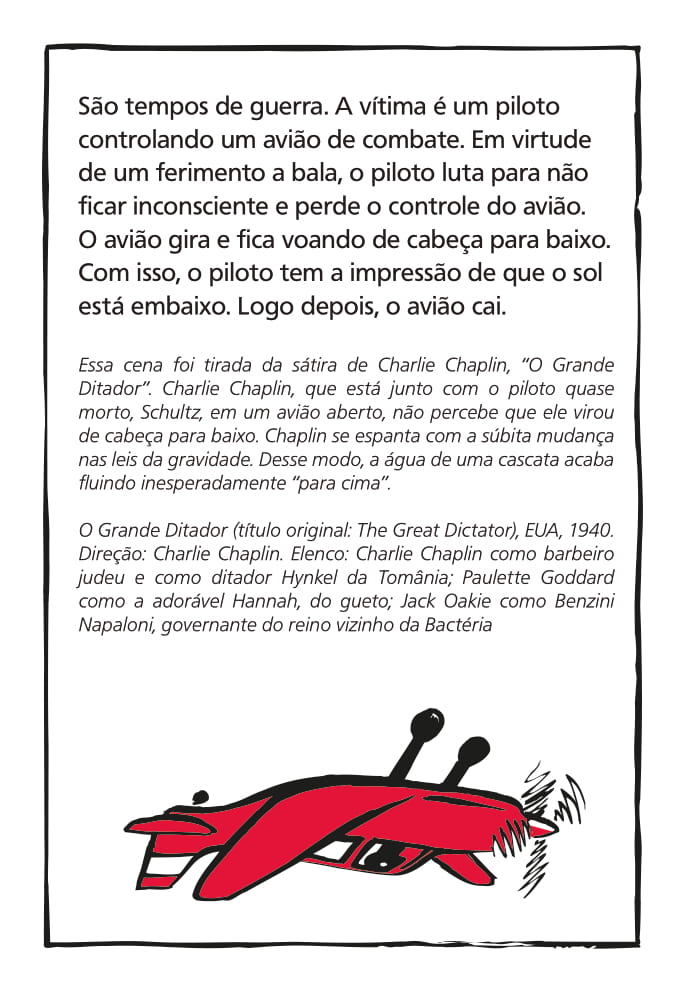 São tempos de guerra. A vítima é um piloto
controlando um avião de combate. Em virtude
de um ferimento a bala, o piloto luta para não
ficar inconsciente e perde o controle do avião.
O avião gira e fica voando de cabeça para baixo.
Com isso, o piloto tem a impressão de que o sol
está embaixo. Logo depois, o avião cai.
Essa cena foi tirada da sátira de Charlie Chaplin, “O Grande
Ditador”. Charlie Chaplin, que está junto com o piloto quase
morto, Schultz, em um avião aberto, não percebe que ele virou
de cabeça para baixo. Chaplin se espanta com a súbita mudança
nas leis da gravidade. Desse modo, a água de uma cascata acaba
fluindo inesperadamente “para cima”.
O Grande Ditador (título original: The Great Dictator), EUA, 1940.
Direção: Charlie Chaplin. Elenco: Charlie Chaplin como barbeiro
judeu e como ditador Hynkel da Tomânia; Paulette Goddard
como a adorável Hannah, do gueto; Jack Oakie como Benzini
Napaloni, governante do reino vizinho da Bactéria